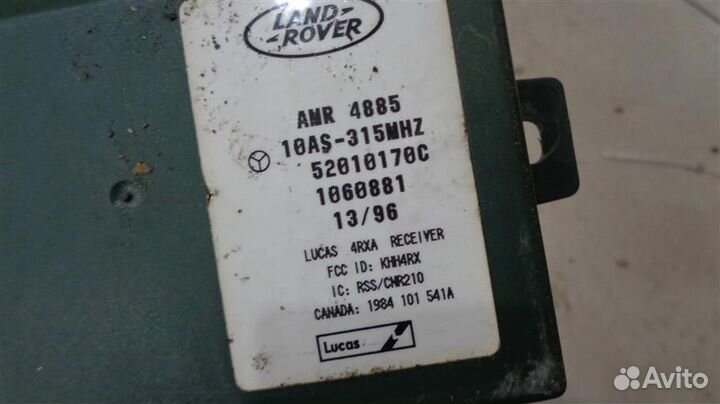 LAND-
-ROVER
AMR 4885
10AS-315MHZ
52010170C
1060881
13/96
LUCAS 4RXA RECEIVER
FCC ID: KHH4RX
IC: RSS/CNR210
CANADA: 1984 101 541A
Lucas
Avito